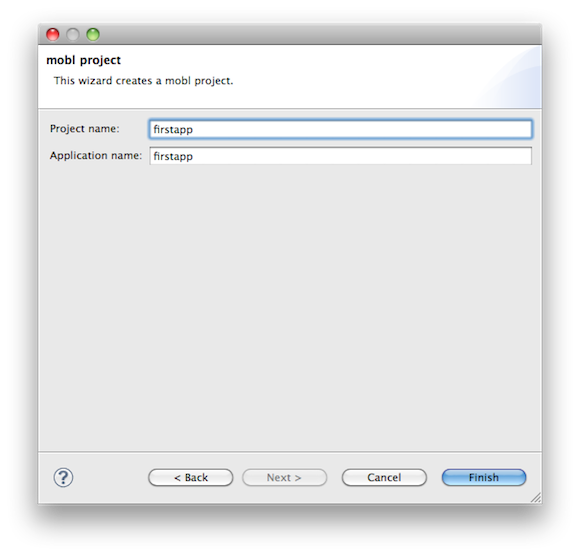 mobl project
This wizard creates a mobl project.
Project name: firstapp
Application name: firstapp
? < Back Next > Cancel Finish